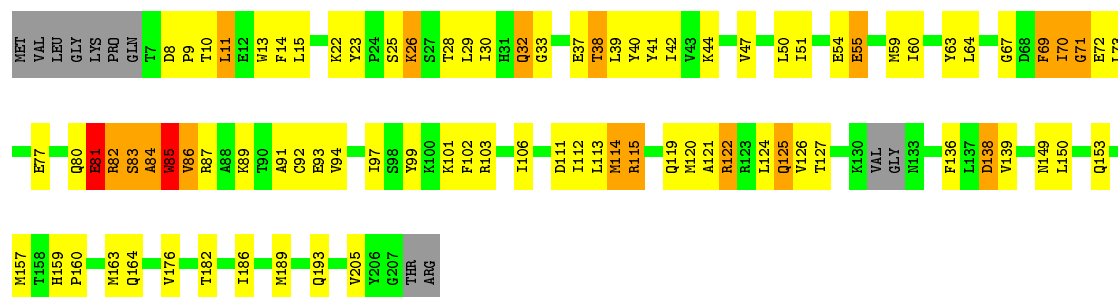 MET VAL LEU GLY LYS PRO GLN T7 D8 P9 T10 L11 E12 W13 F14 L15 K22 Y23 P24 S25 K26 S27 T28 L29 I30 H31 Q32 G33 E37 T38 L39 Y40 Y41 I42 V43 K44 V47 L50 I51 E54 E55 M59 I60 Y63 L64 G67 D68 F69 I70 G71 E72 L73
E77 Q80 E81 R82 S83 A84 W85 V86 R87 A88 K89 T90 A91 C92 E93 V94 I97 S98 Y99 K100 K101 F102 R103 I106 D111 I112 L113 M114 R115 Q119 M120 A121 R122 R123 L124 Q125 V126 T127 K130 VAL GLY N133 F136 L137 D138 V139 N149 L150 Q153
M157 T158 H159 P160 M163 Q164 V176 T182 I186 M189 Q193 V205 Y206 G207 THR ARG